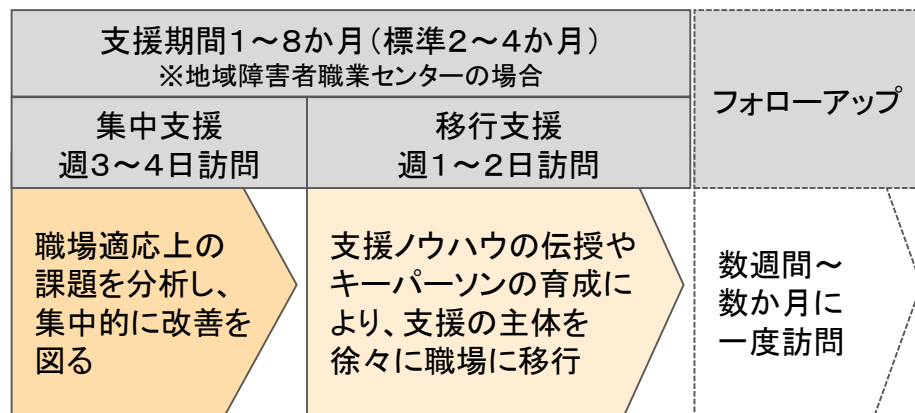 支援期間1～8か月（標準2～4か月）
※地域障害者職業センターの場合
フォローアップ
集中支援
週3～4日訪問
移行支援
週1～2日訪問
職場適応上の
課題を分析し、
集中的に改善を
図る
支援ノウハウの伝授や
キーパーソンの育成に
より、支援の主体を
徐々に職場に移行
数週間～
数か月に
一度訪問